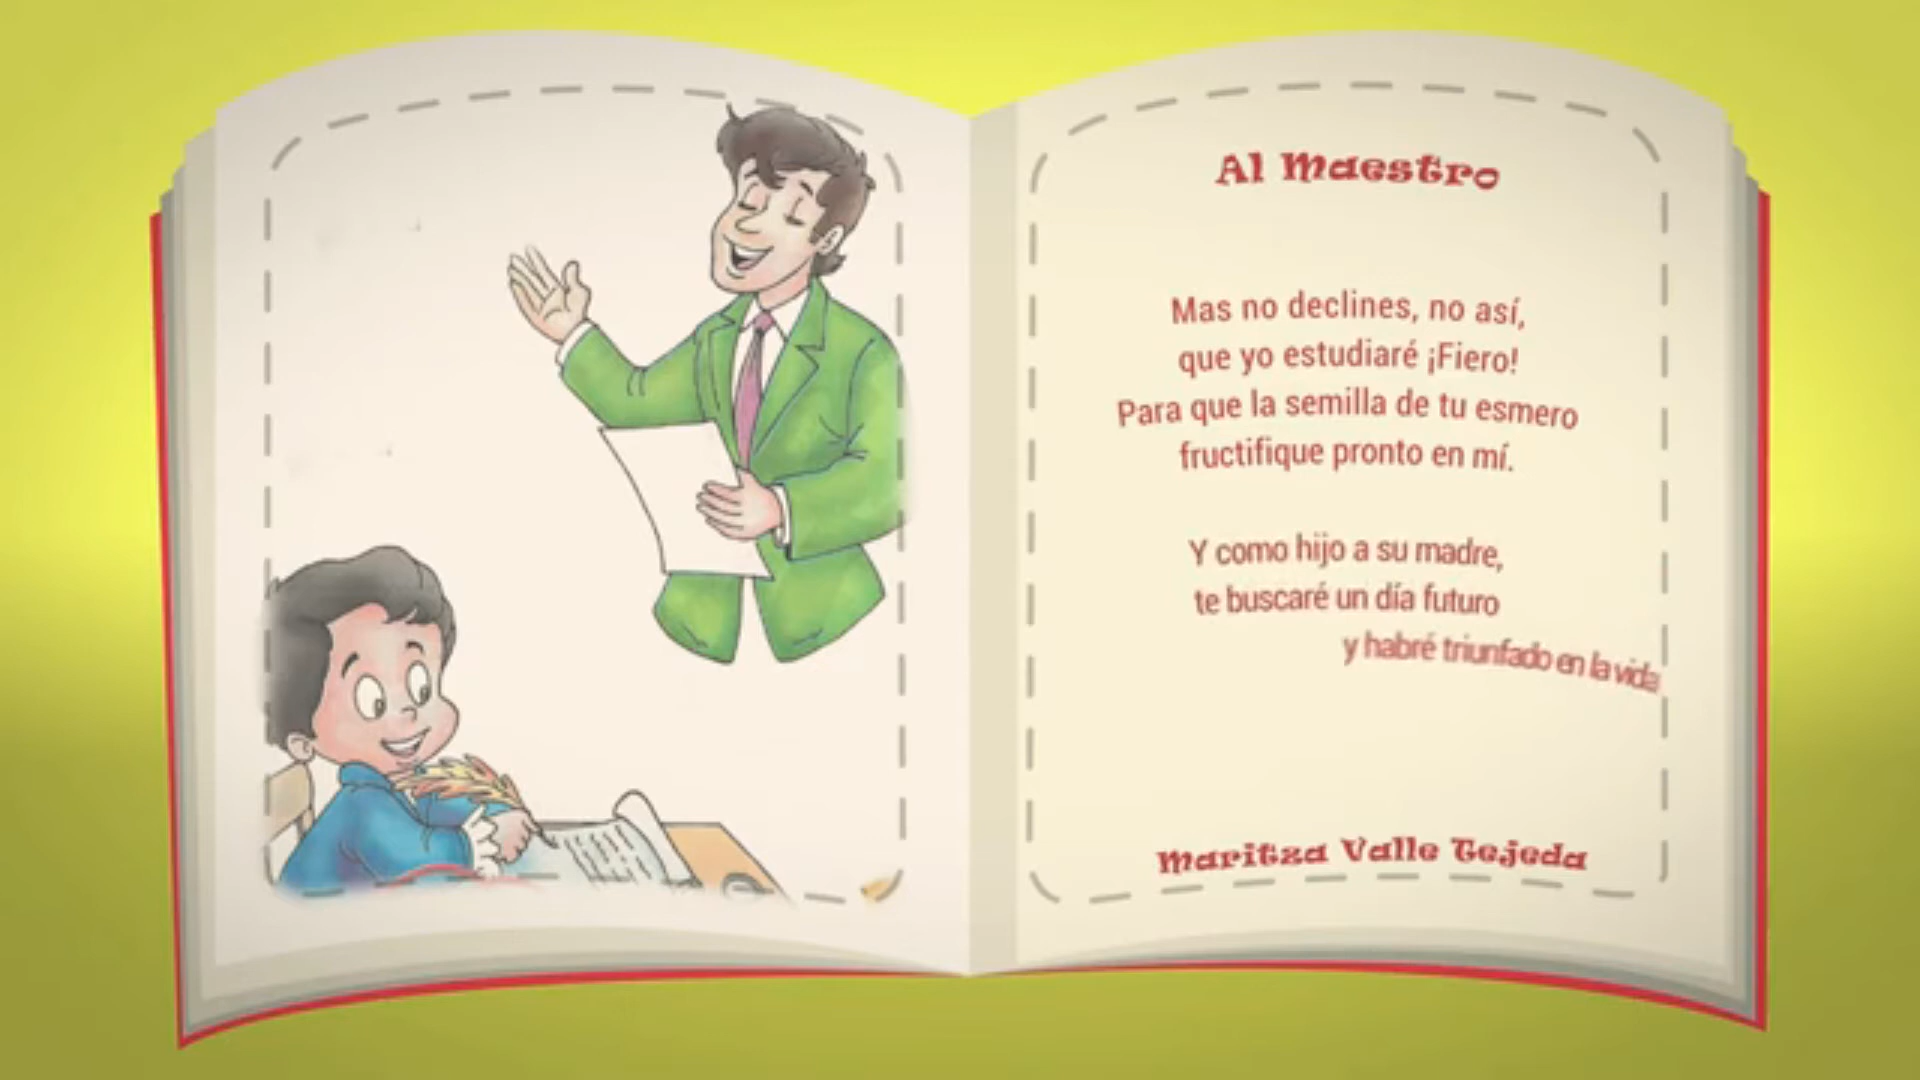 Al Maestro
Mas no declines, no así,
que yo estudiaré ¡Fiero!
Para que la semilla de tu esmero
fructifique pronto en mí.
Y como hijo a su madre,
te buscaré un día futuro
y habré triunfado en la vida
Maritza Valle Tejeda